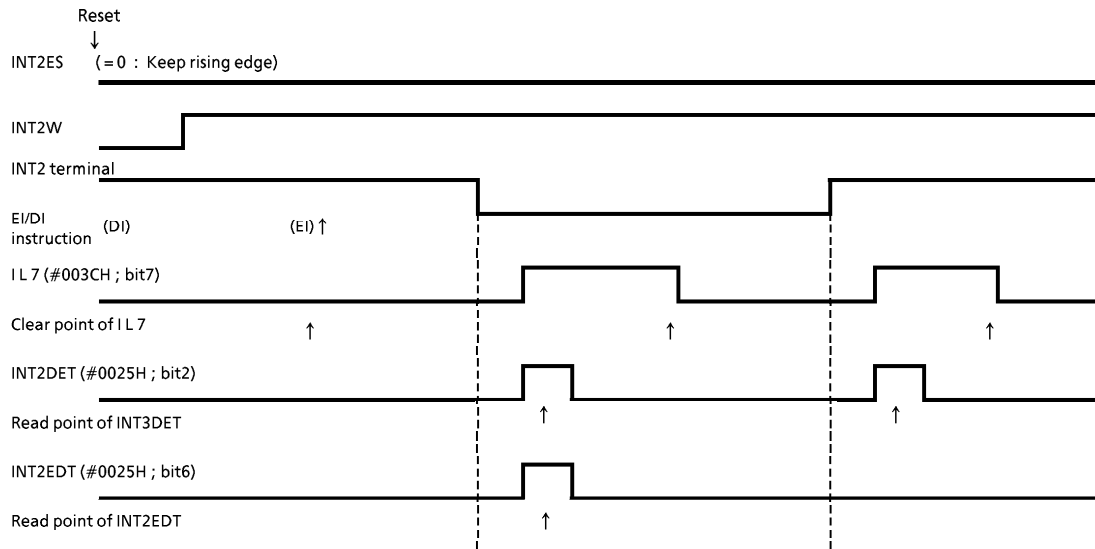 Reset
↓
INT2ES (=0 : Keep rising edge)
INT2W
INT2 terminal
EI/DI
instruction (DI) (EI) ↑
I L 7 (#003CH ; bit7)
Clear point of I L 7 ↑ ↑ ↑
INT2DET (#0025H ; bit2)
Read point of INT3DET ↑ ↑
INT2EDT (#0025H ; bit6)
Read point of INT2EDT ↑